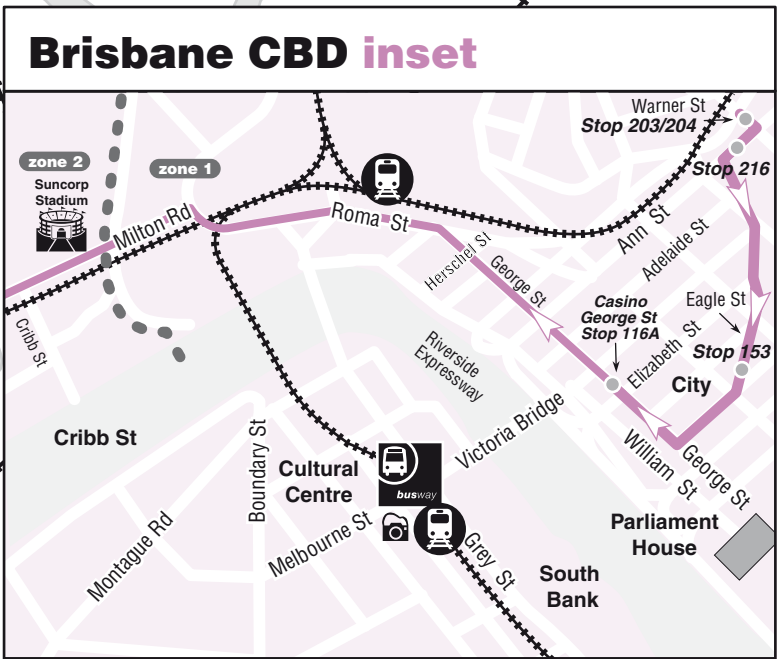 Brisbane CBD inset
Warner St
Stop 203/204
Stop 216
zone 2
zone 1
Suncorp
Stadium
Milton Rd
Roma St
Ann St
Adelaide St
Herschel St
George St
Cribb St
Casino
George St
Stop 116A
Eagle St
Elizabeth St
Stop 153
City
Riverside
Expressway
Victoria Bridge
Cribb St
Boundary St
Cultural
Centre
busway
William St
George St
Melbourne St
Montague Rd
Grey St
Parliament
House
South
Bank